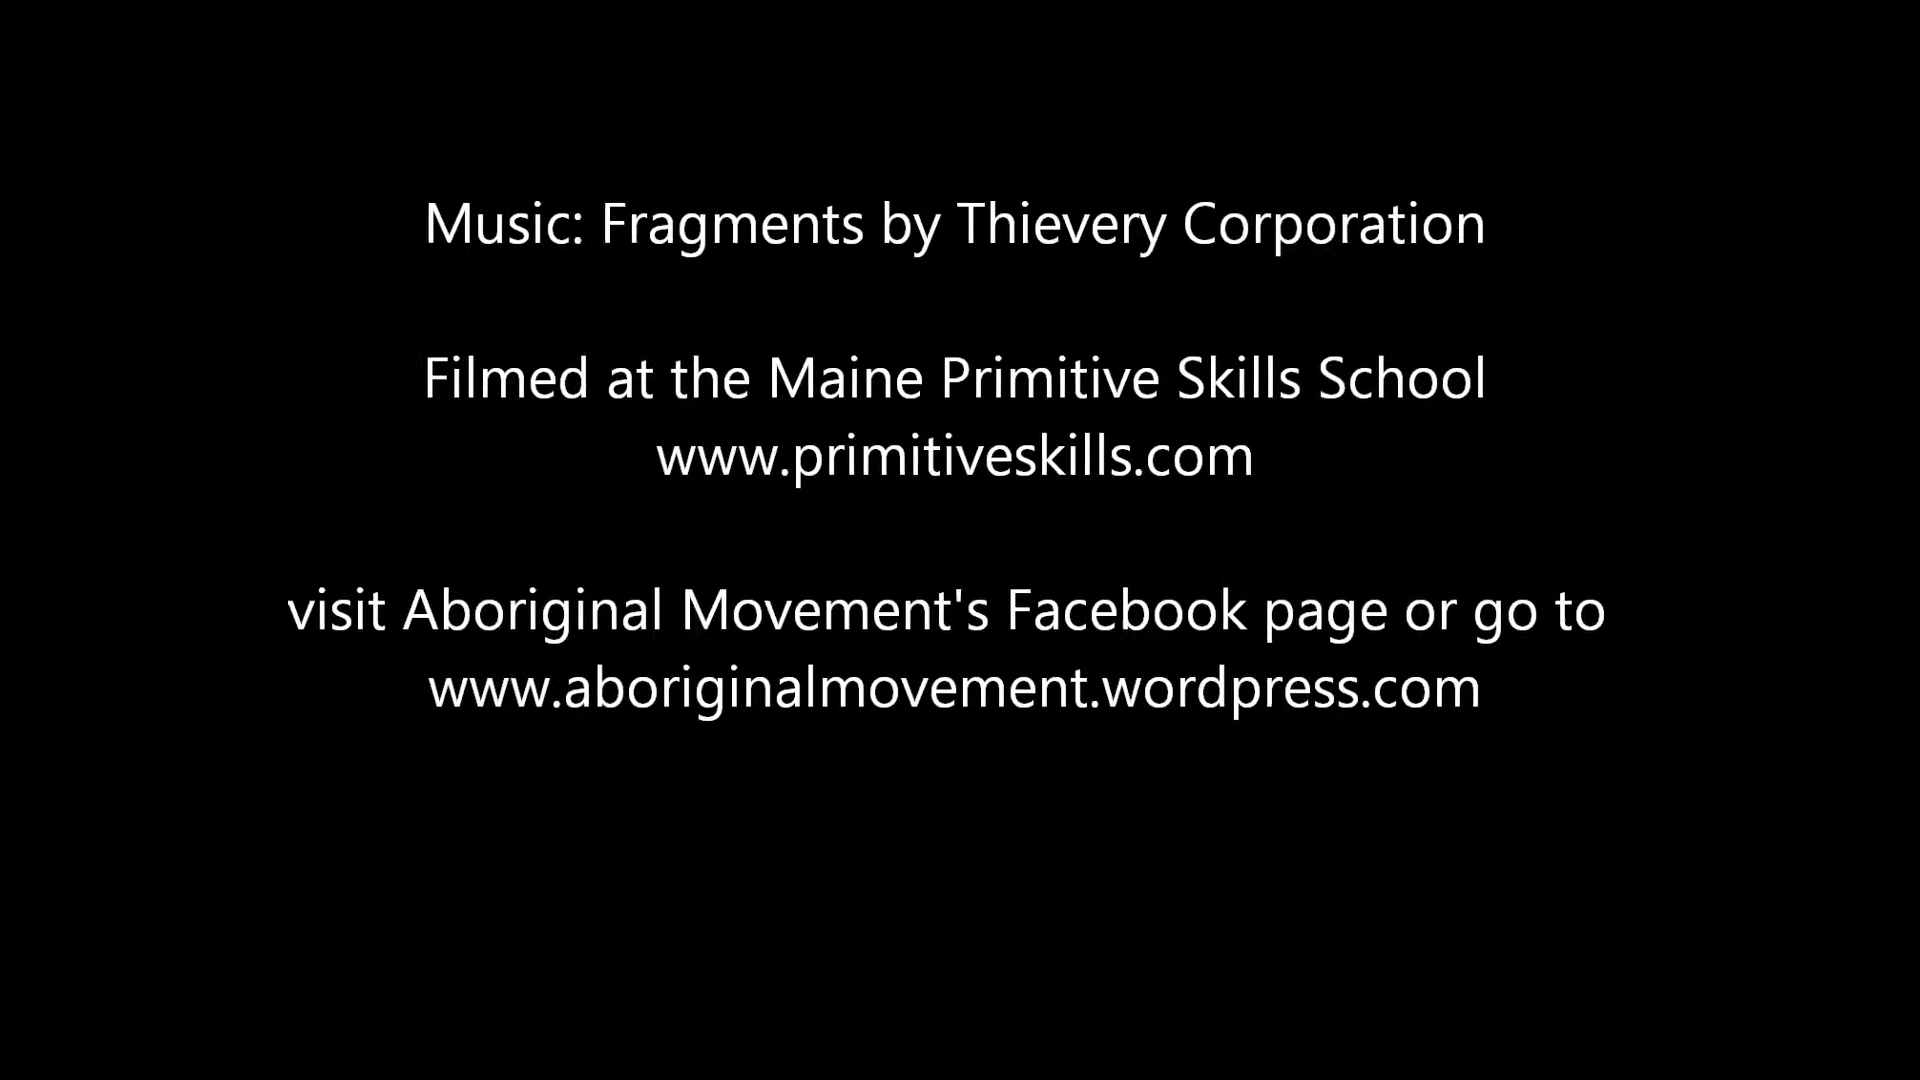 Music: Fragments by Thievery Corporation
Filmed at the Maine Primitive Skills School
www.primitiveskills.com
visit Aboriginal Movement's Facebook page or go to
www.aboriginalmovement.wordpress.com